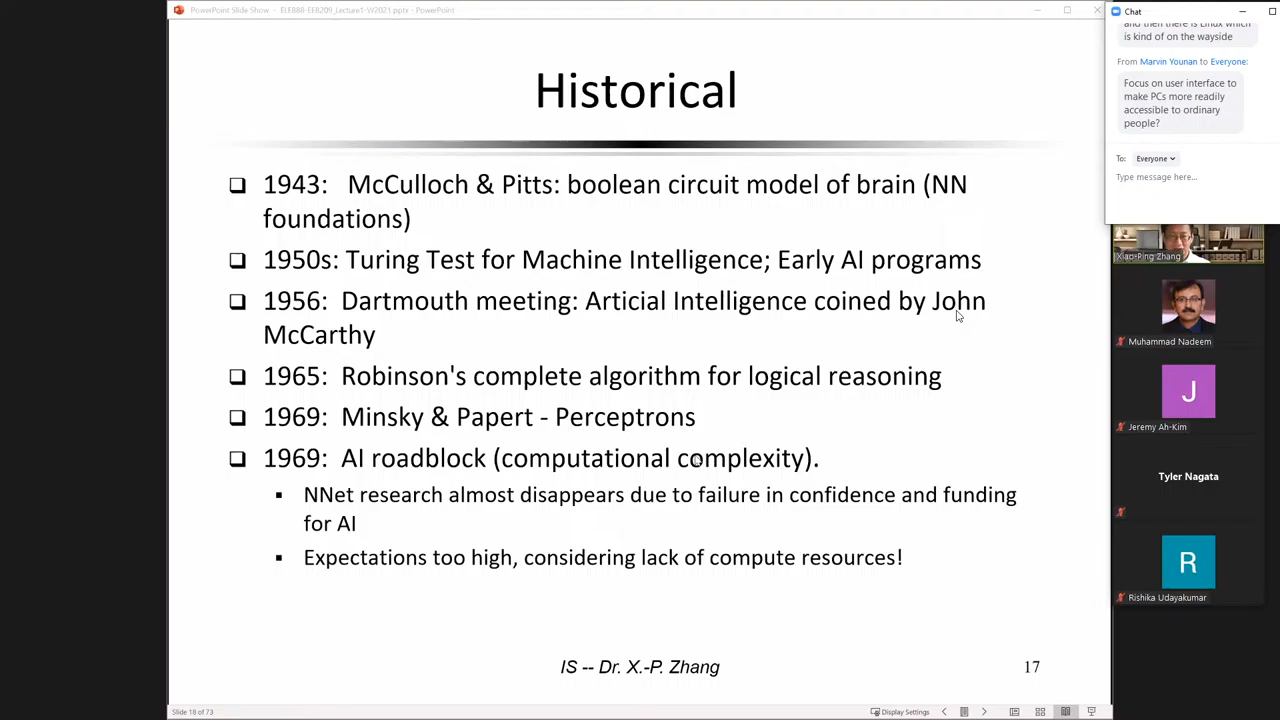 PowerPoint Slide Show - ELE888-EE8209_Lecture1-W2021.pptx - PowerPoint
Historical
❑ 1943: McCulloch & Pitts: boolean circuit model of brain (NN
foundations)
❑ 1950s: Turing Test for Machine Intelligence; Early AI programs
❑ 1956: Dartmouth meeting: Articial Intelligence coined by John
McCarthy
❑ 1965: Robinson's complete algorithm for logical reasoning
❑ 1969: Minsky & Papert - Perceptrons
❑ 1969: AI roadblock (computational complexity).
▪ NNet research almost disappears due to failure in confidence and funding
for AI
▪ Expectations too high, considering lack of compute resources!
IS -- Dr. X.-P. Zhang
17
Slide 18 of 73
Display Settings
Chat
and then there is Linux which
is kind of on the wayside
From Marvin Younan to Everyone:
Focus on user interface to
make PCs more readily
accessible to ordinary
people?
To: Everyone
Type message here...
Xiao-Ping Zhang
Muhammad Nadeem
J
Jeremy Ah-Kim
Tyler Nagata
R
Rishika Udayakumar